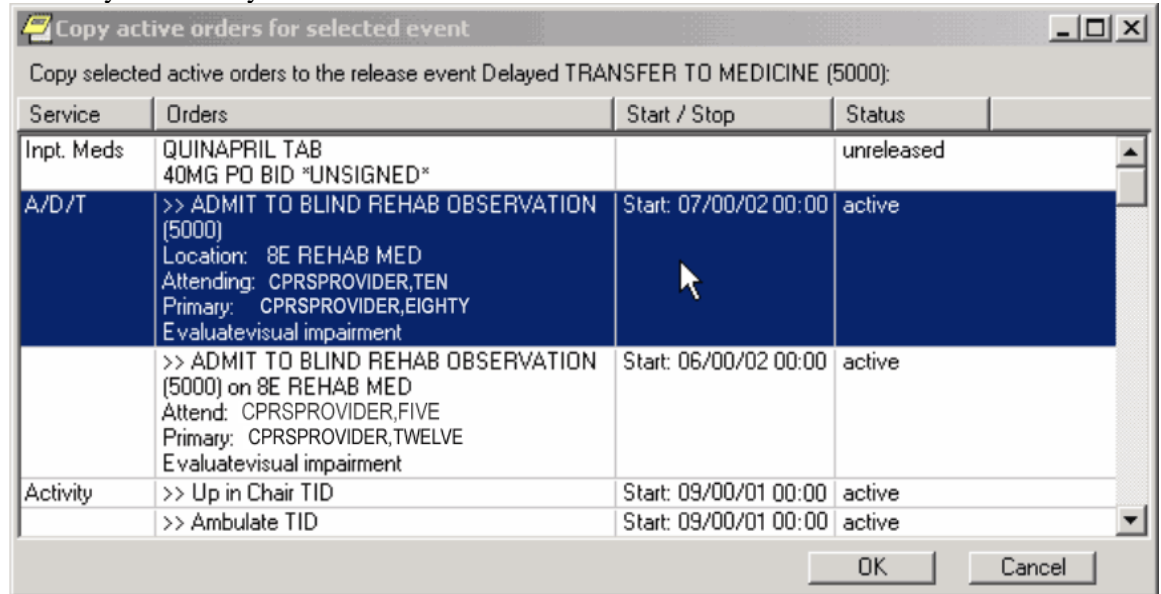 Copy active orders for selected event
Copy selected active orders to the release event Delayed TRANSFER TO MEDICINE (5000):
Service Orders Start / Stop Status
Inpt. Meds QUINAPRIL TAB unreleased
40MG PO BID *UNSIGNED*
A/D/T >> ADMIT TO BLIND REHAB OBSERVATION Start: 07/00/02 00:00 active
(5000)
Location: 8E REHAB MED
Attending: CPRSPROVIDER,TEN
Primary: CPRSPROVIDER,EIGHTY
Evaluatevisual impairment
>> ADMIT TO BLIND REHAB OBSERVATION Start: 06/00/02 00:00 active
(5000) on 8E REHAB MED
Attend: CPRSPROVIDER,FIVE
Primary: CPRSPROVIDER,TWELVE
Evaluatevisual impairment
Activity >> Up in Chair TID Start: 09/00/01 00:00 active
>> Ambulate TID Start: 09/00/01 00:00 active
OK Cancel